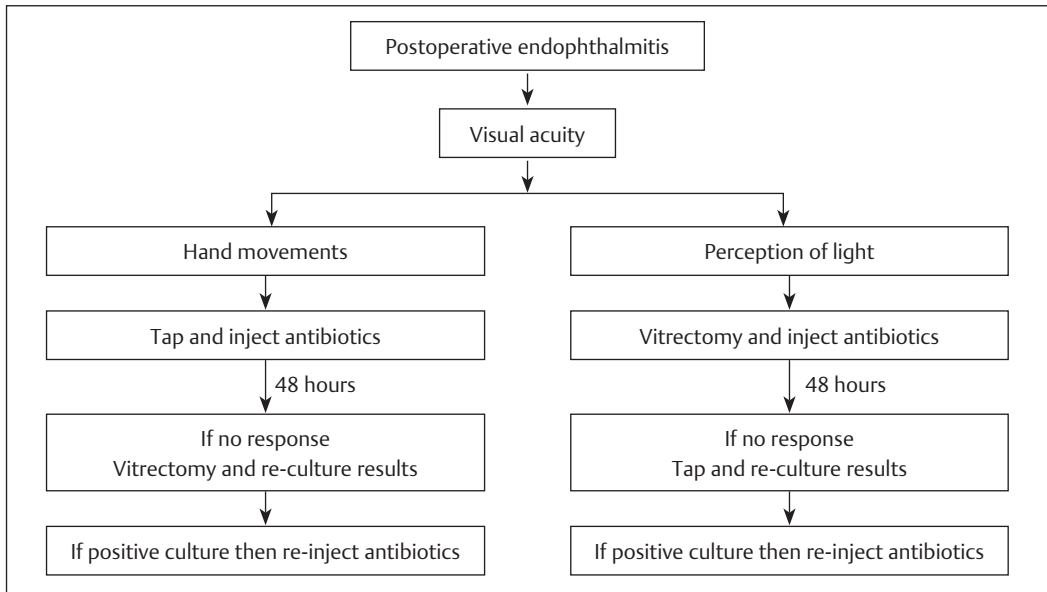 Postoperative endophthalmitis
Visual acuity
Hand movements
Perception of light
Tap and inject antibiotics
Vitrectomy and inject antibiotics
48 hours
48 hours
If no response
Vitrectomy and re-culture results
If no response
Tap and re-culture results
If positive culture then re-inject antibiotics
If positive culture then re-inject antibiotics